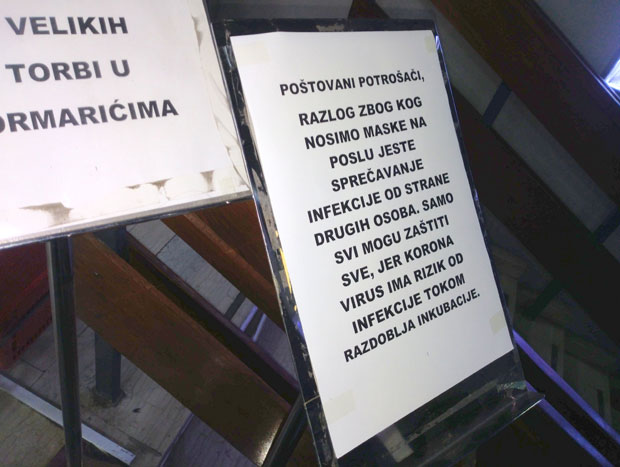 VELIKIH
TORBI U
ORMARIĆIMA
POŠTOVANI POTROŠAČI,
RAZLOG ZBOG KOG
NOSIMO MASKE NA
POSLU JESTE
SPREČAVANJE
INFEKCIJE OD STRANE
DRUGIH OSOBA. SAMO
SVI MOGU ZAŠTITI
SVE, JER KORONA
VIRUS IMA RIZIK OD
INFEKCIJE TOKOM
RAZDOBLJA INKUBACIJE.